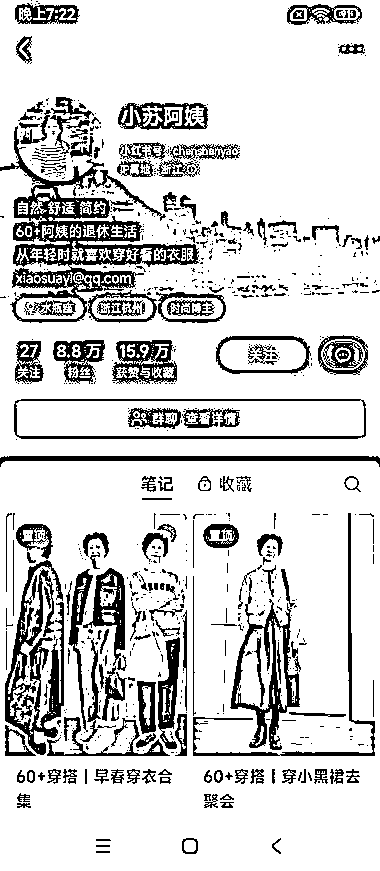 晚上7:22
小苏阿姨
小红书号：chenshenyao
IP属地：浙江
自然 舒适 简约
60+阿姨的退休生活
从年轻时就喜欢穿好看的衣服
xiaosuayi@qq.com
水瓶座 浙江杭州 时尚博主
27 8.8万 15.9万
关注 粉丝 获赞与收藏 关注
群聊 查看详情
笔记 收藏
置顶 置顶
60+穿搭丨早春穿衣合 60+穿搭丨穿小黑裙去
集 聚会